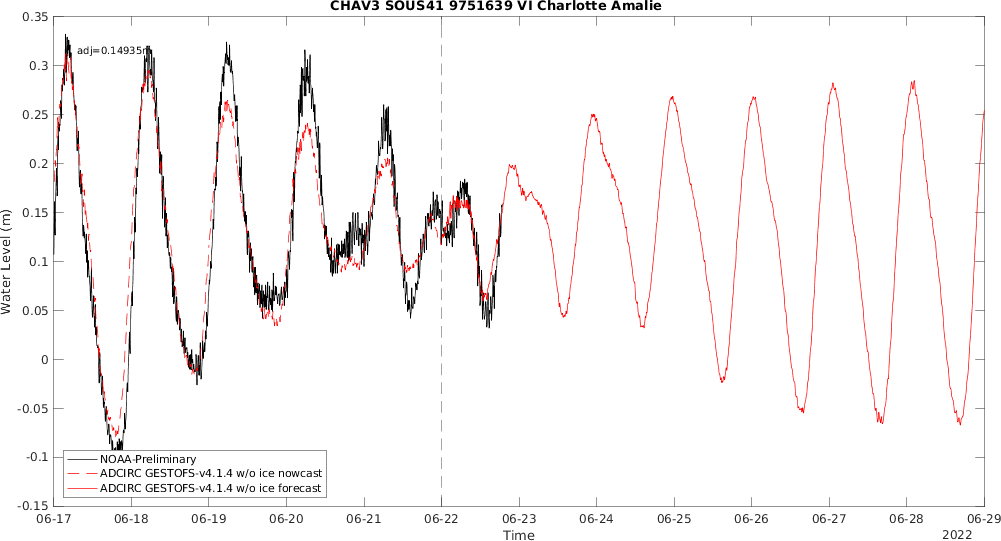 CHAV3 SOUS41 9751639 VI Charlotte Amalie
0.35
0.3
0.25
0.2
0.15
0.1
0.05
0
-0.05
-0.1
-0.15
Water Level (m)
adj=0.14935m
NOAA-Preliminary
ADCIRC GESTOFS-v4.1.4 w/o ice nowcast
ADCIRC GESTOFS-v4.1.4 w/o ice forecast
06-17 06-18 06-19 06-20 06-21 06-22 06-23 06-24 06-25 06-26 06-27 06-28 06-29
Time
2022